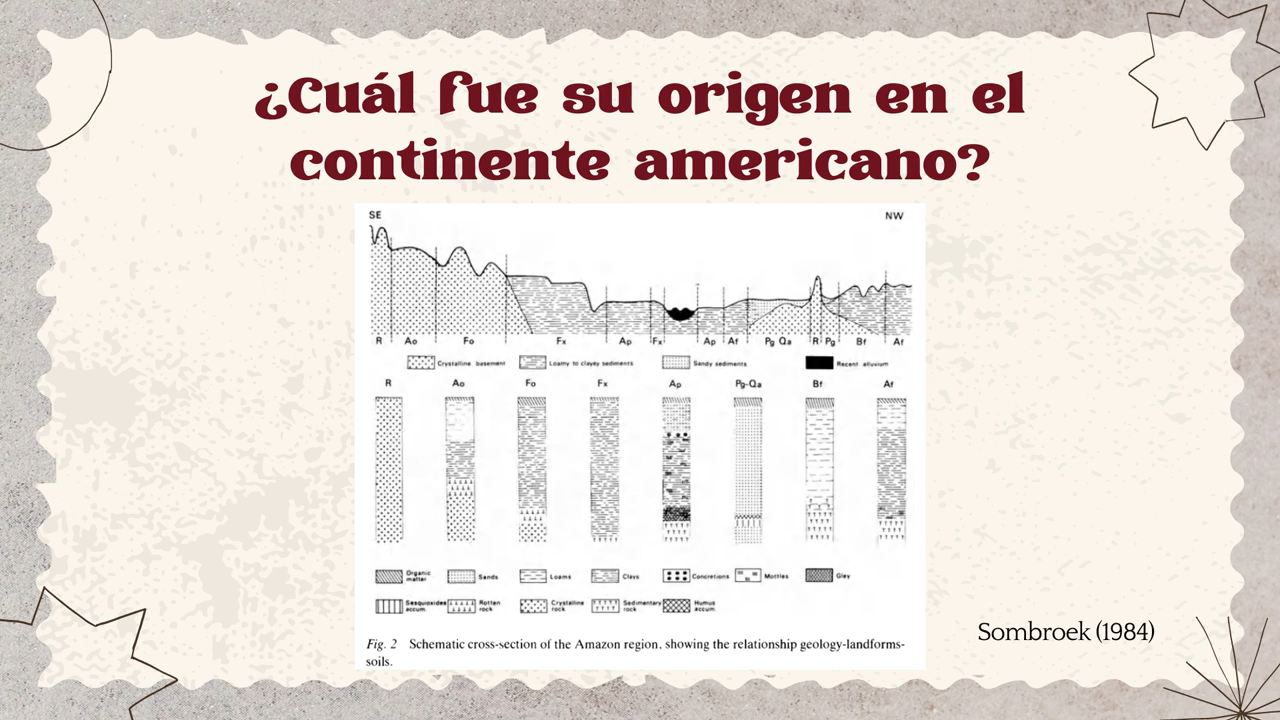 ¿Cuál fue su origen en el
continente americano?
SE NW
R Ao Fo Fx Ap Fx Ap Af Pg Qa R Pg Bf Af
Crystalline basement Loamy to clayey sediments Sandy sediments Recent alluvium
R Ao Fo Fx Ap Pg-Qa Bf Af
Organic matter Sands Loams Clays Concretions Mottles Gley
Sesquioxides accum. Rotten rock Crystalline rock Sedimentary rock Humus accum.
Fig. 2 Schematic cross-section of the Amazon region, showing the relationship geology-landforms-
soils.
Sombroek (1984)